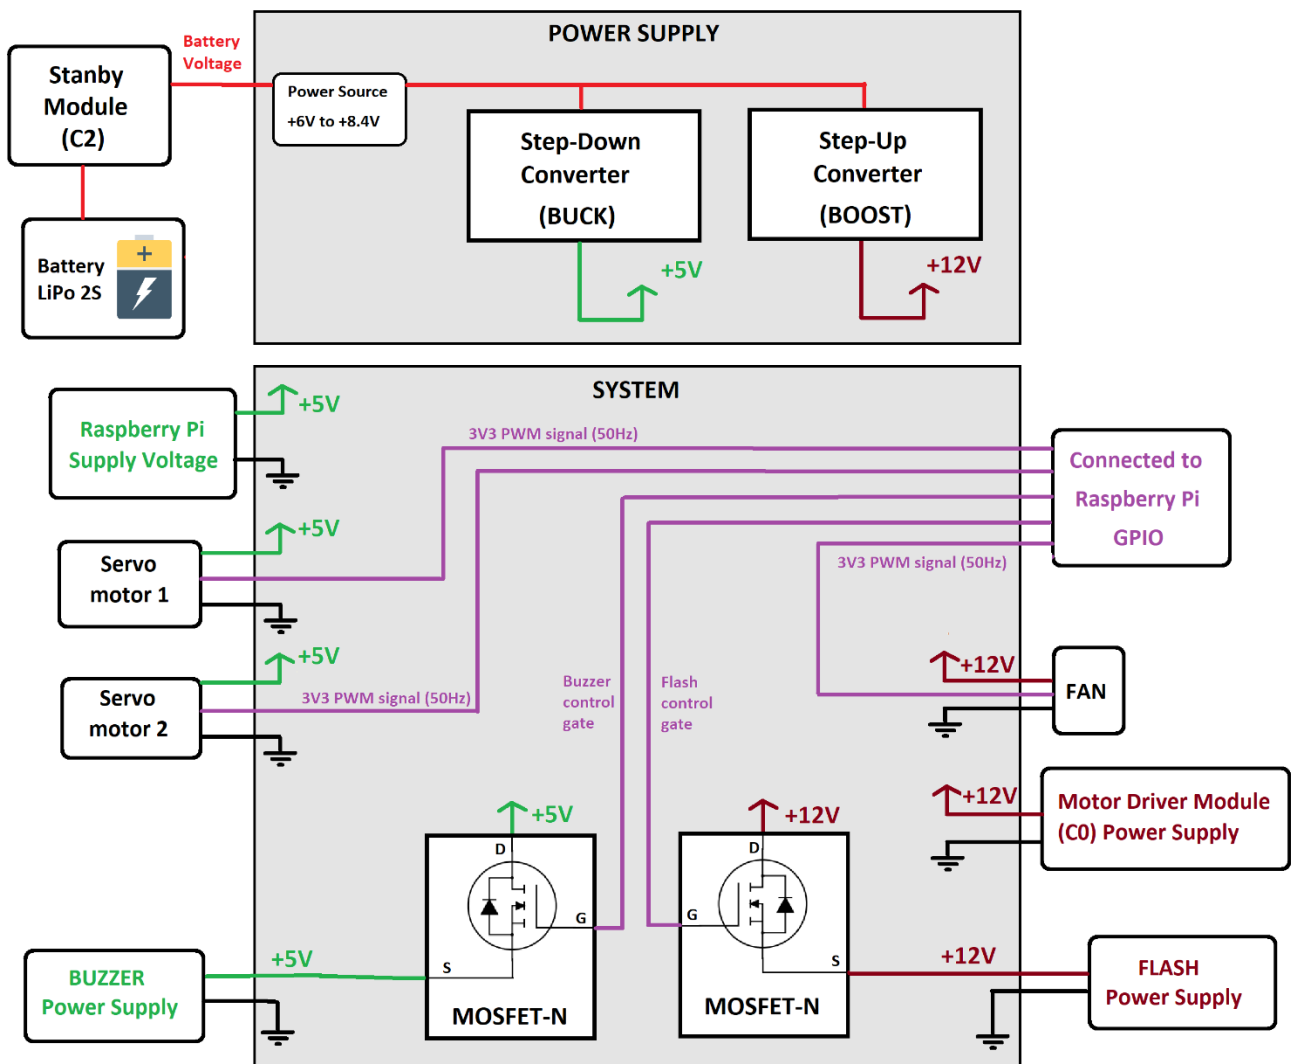 POWER SUPPLY
Battery
Voltage
Stanby
Module
(C2)
Power Source
+6V to +8.4V
Step-Down
Converter
(BUCK)
Step-Up
Converter
(BOOST)
Battery
LiPo 2S
+5V
+12V
SYSTEM
Raspberry Pi
Supply Voltage
+5V
3V3 PWM signal (50Hz)
Connected to
Raspberry Pi
GPIO
+5V
Servo
motor 1
3V3 PWM signal (50Hz)
+5V
Servo
motor 2
3V3 PWM signal (50Hz)
Buzzer
control
gate
Flash
control
gate
+12V
FAN
+12V
Motor Driver Module
(C0) Power Supply
+5V
D
G
S
MOSFET-N
+12V
D
G
S
MOSFET-N
BUZZER
Power Supply
+5V
+12V
FLASH
Power Supply